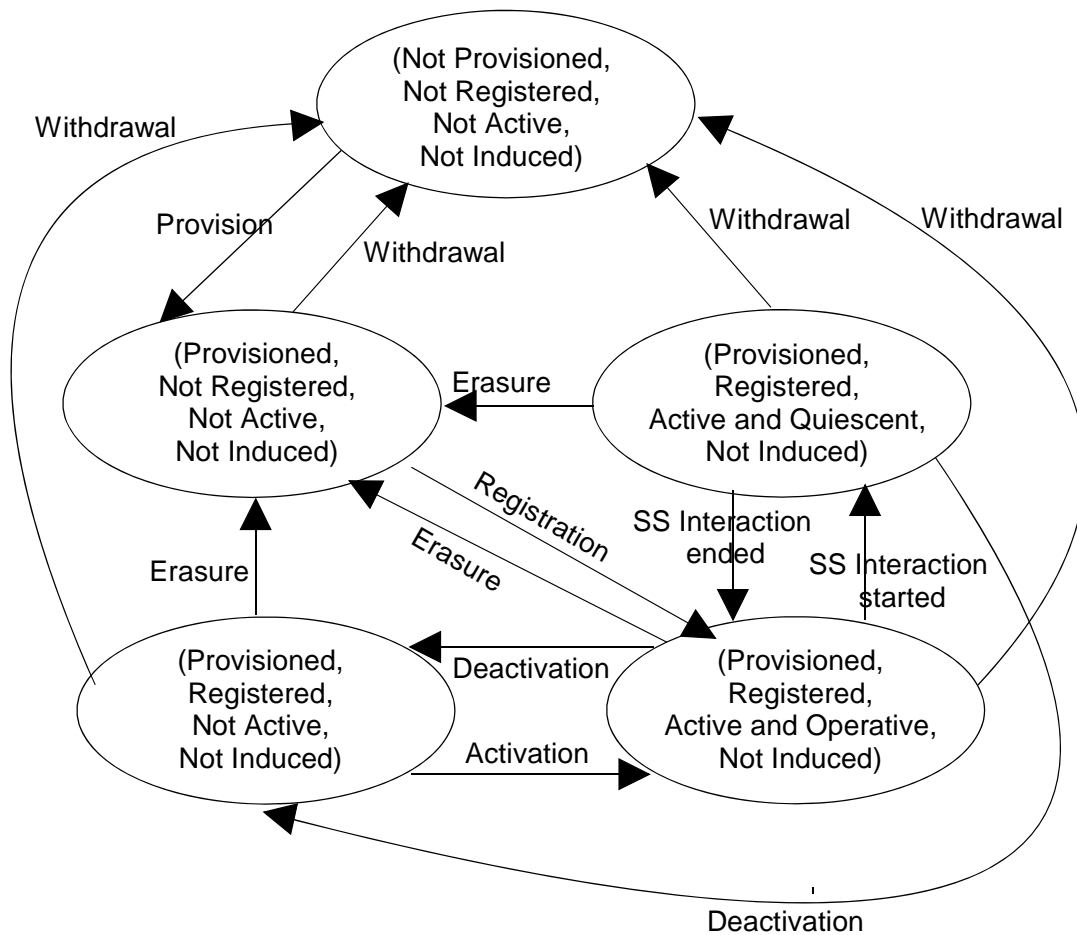 (Not Provisioned,
Not Registered,
Not Active,
Not Induced)
Withdrawal
Provision
Withdrawal
Withdrawal
Withdrawal
(Provisioned,
Not Registered,
Not Active,
Not Induced)
Erasure
(Provisioned,
Registered,
Active and Quiescent,
Not Induced)
Registration
Erasure
SS Interaction
ended
SS Interaction
started
Erasure
(Provisioned,
Registered,
Not Active,
Not Induced)
Deactivation
Activation
(Provisioned,
Registered,
Active and Operative,
Not Induced)
Deactivation